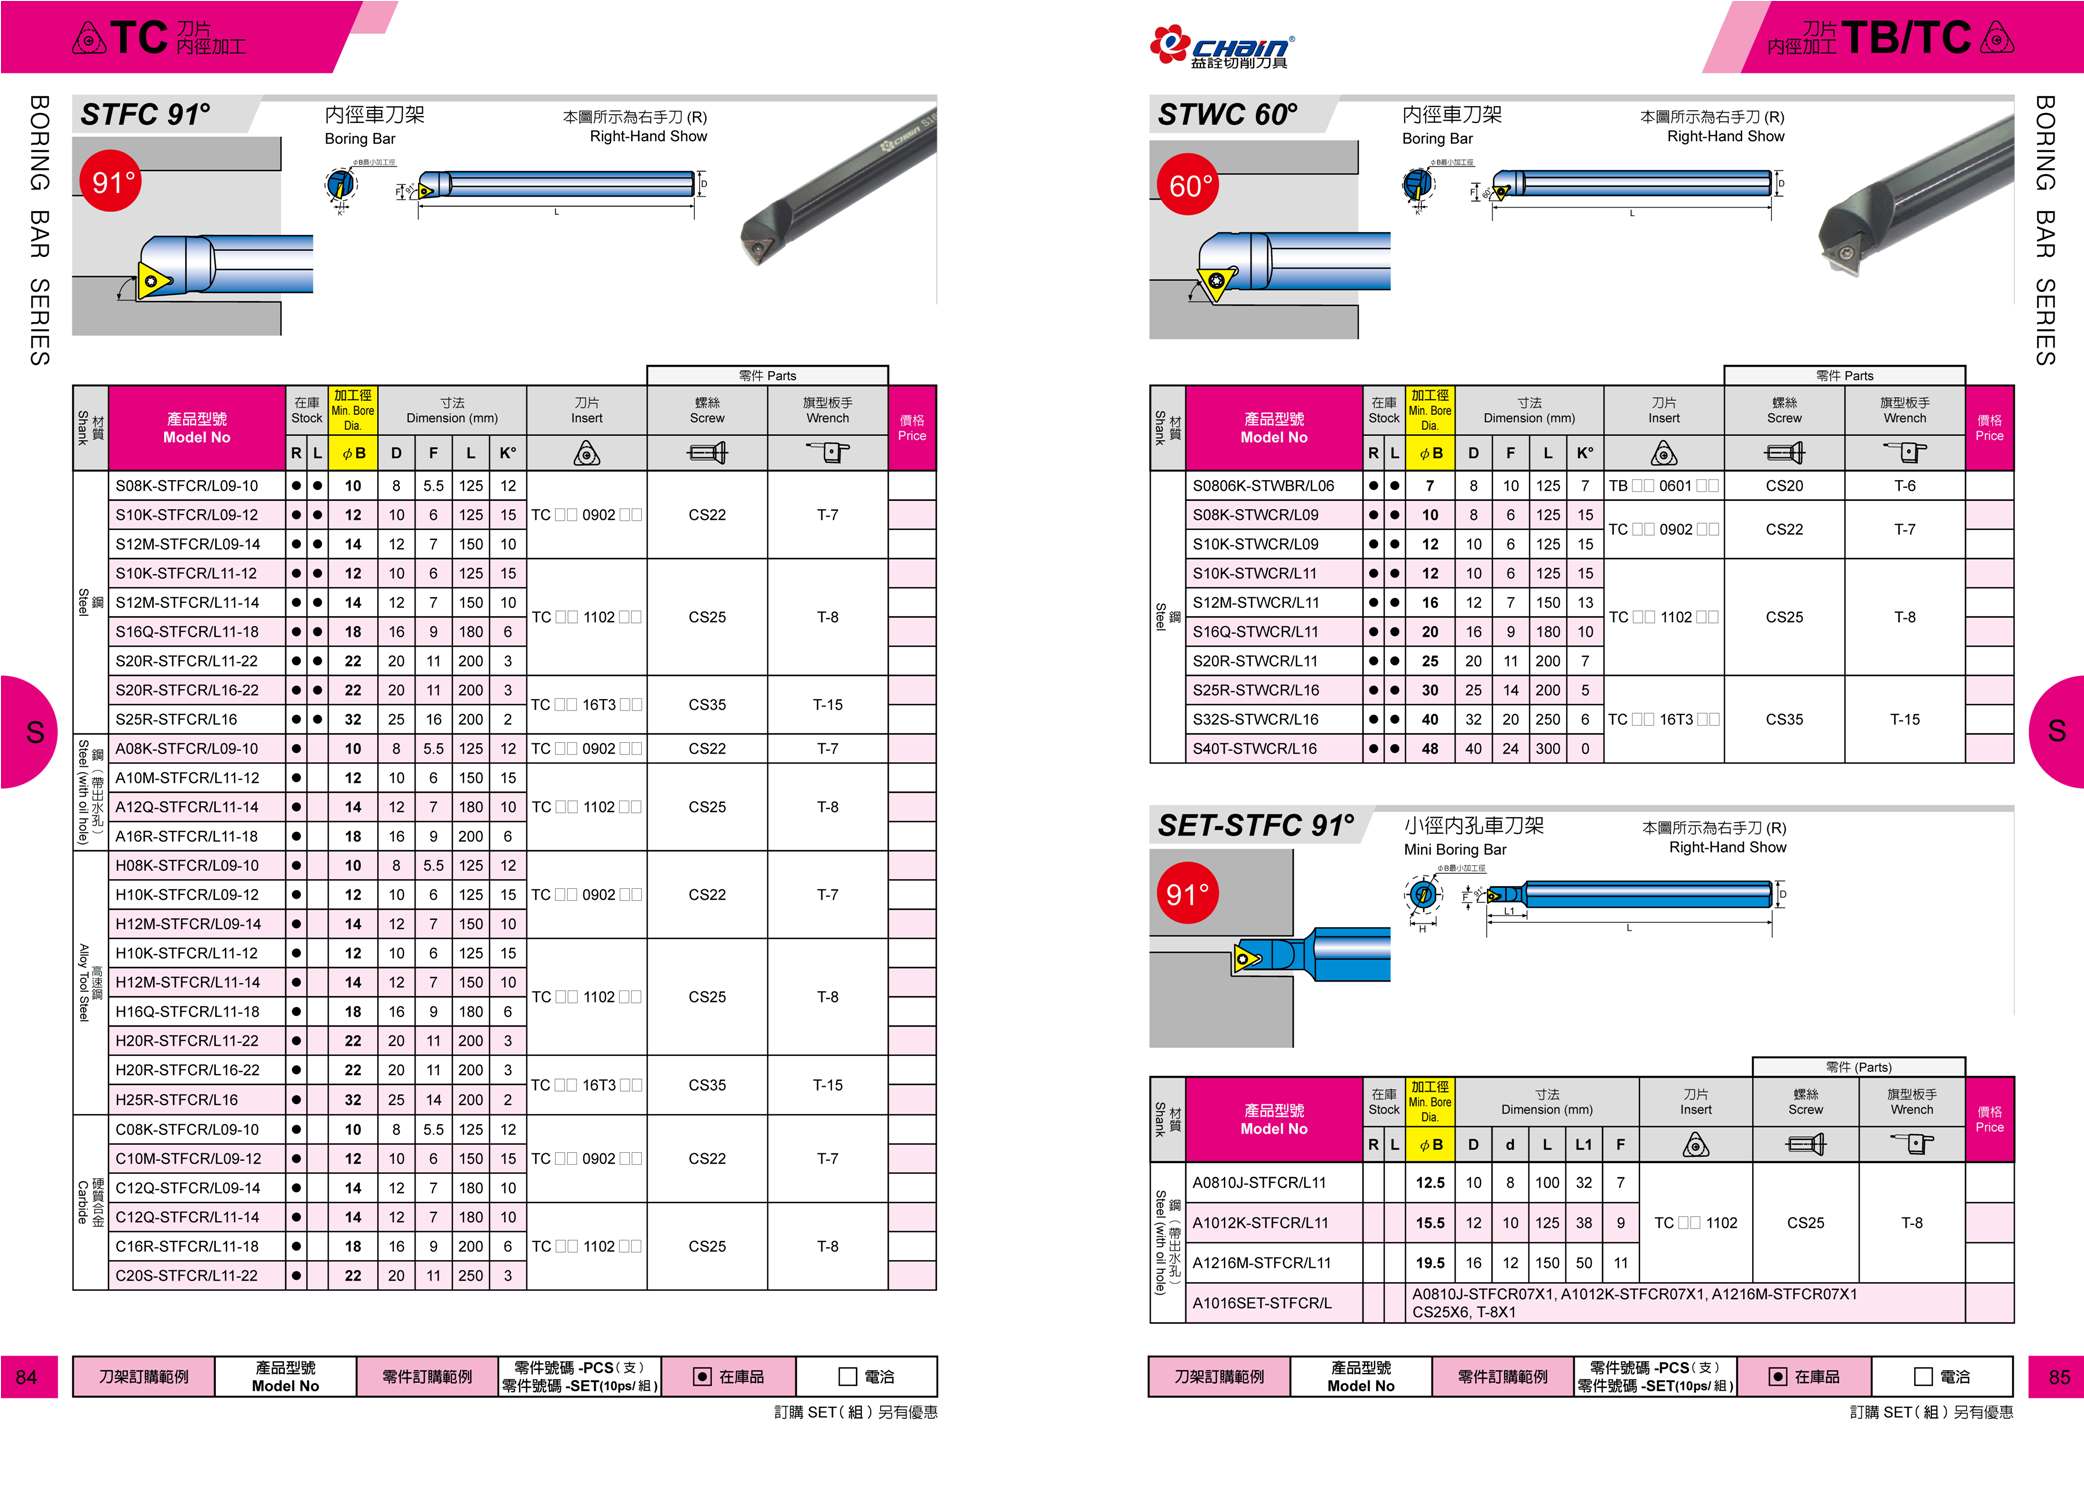 TC 刀片
內徑加工
BORING BAR SERIES
STFC 91°
內徑車刀架
Boring Bar
本圖所示為右手刀 (R)
Right-Hand Show
91°
φB最小加工徑
K°
F
91°
D
L
CHAIN S16
零件 Parts
材質 Shank
產品型號 Model No
在庫 Stock
加工徑 Min. Bore Dia.
寸法 Dimension (mm)
刀片 Insert
螺絲 Screw
旗型板手 Wrench
價格 Price
R L φB D F L K°
鋼 Steel
S08K-STFCR/L09-10 ● ● 10 8 5.5 125 12
S10K-STFCR/L09-12 ● ● 12 10 6 125 15 TC □□ 0902 □□ CS22 T-7
S12M-STFCR/L09-14 ● ● 14 12 7 150 10
S10K-STFCR/L11-12 ● ● 12 10 6 125 15
S12M-STFCR/L11-14 ● ● 14 12 7 150 10
TC □□ 1102 □□ CS25 T-8
S16Q-STFCR/L11-18 ● ● 18 16 9 180 6
S20R-STFCR/L11-22 ● ● 22 20 11 200 3
S20R-STFCR/L16-22 ● ● 22 20 11 200 3
TC □□ 16T3 □□ CS35 T-15
S25R-STFCR/L16 ● ● 32 25 16 200 2
鋼（帶出水孔） Steel (with oil hole)
A08K-STFCR/L09-10 ● 10 8 5.5 125 12 TC □□ 0902 □□ CS22 T-7
A10M-STFCR/L11-12 ● 12 10 6 150 15
A12Q-STFCR/L11-14 ● 14 12 7 180 10 TC □□ 1102 □□ CS25 T-8
A16R-STFCR/L11-18 ● 18 16 9 200 6
高速鋼 Alloy Tool Steel
H08K-STFCR/L09-10 ● 10 8 5.5 125 12
H10K-STFCR/L09-12 ● 12 10 6 125 15 TC □□ 0902 □□ CS22 T-7
H12M-STFCR/L09-14 ● 14 12 7 150 10
H10K-STFCR/L11-12 ● 12 10 6 125 15
H12M-STFCR/L11-14 ● 14 12 7 150 10
TC □□ 1102 □□ CS25 T-8
H16Q-STFCR/L11-18 ● 18 16 9 180 6
H20R-STFCR/L11-22 ● 22 20 11 200 3
H20R-STFCR/L16-22 ● 22 20 11 200 3
TC □□ 16T3 □□ CS35 T-15
H25R-STFCR/L16 ● 32 25 14 200 2
硬質合金 Carbide
C08K-STFCR/L09-10 ● 10 8 5.5 125 12
C10M-STFCR/L09-12 ● 12 10 6 150 15 TC □□ 0902 □□ CS22 T-7
C12Q-STFCR/L09-14 ● 14 12 7 180 10
C12Q-STFCR/L11-14 ● 14 12 7 180 10
C16R-STFCR/L11-18 ● 18 16 9 200 6 TC □□ 1102 □□ CS25 T-8
C20S-STFCR/L11-22 ● 22 20 11 250 3
S
84
刀架訂購範例
產品型號 Model No
零件訂購範例
零件號碼 -PCS（支）
零件號碼 -SET(10ps/ 組)
在庫品
電洽
訂購 SET（組）另有優惠
CHAIN®
益詮切削刀具
刀片
內徑加工 TB/TC
BORING BAR SERIES
STWC 60°
內徑車刀架
Boring Bar
本圖所示為右手刀 (R)
Right-Hand Show
60°
φB最小加工徑
K°
F
60°
D
L
零件 Parts
材質 Shank
產品型號 Model No
在庫 Stock
加工徑 Min. Bore Dia.
寸法 Dimension (mm)
刀片 Insert
螺絲 Screw
旗型板手 Wrench
價格 Price
R L φB D F L K°
鋼 Steel
S0806K-STWBR/L06 ● ● 7 8 10 125 7 TB □□ 0601 □□ CS20 T-6
S08K-STWCR/L09 ● ● 10 8 6 125 15
TC □□ 0902 □□ CS22 T-7
S10K-STWCR/L09 ● ● 12 10 6 125 15
S10K-STWCR/L11 ● ● 12 10 6 125 15
S12M-STWCR/L11 ● ● 16 12 7 150 13
TC □□ 1102 □□ CS25 T-8
S16Q-STWCR/L11 ● ● 20 16 9 180 10
S20R-STWCR/L11 ● ● 25 20 11 200 7
S25R-STWCR/L16 ● ● 30 25 14 200 5
S32S-STWCR/L16 ● ● 40 32 20 250 6 TC □□ 16T3 □□ CS35 T-15
S40T-STWCR/L16 ● ● 48 40 24 300 0
SET-STFC 91°
小徑內孔車刀架
Mini Boring Bar
本圖所示為右手刀 (R)
Right-Hand Show
91°
φB最小加工徑
H
F
91°
L1
D
L
零件 (Parts)
材質 Shank
產品型號 Model No
在庫 Stock
加工徑 Min. Bore Dia.
寸法 Dimension (mm)
刀片 Insert
螺絲 Screw
旗型板手 Wrench
價格 Price
R L φB D d L L1 F
鋼（帶出水孔） Steel (with oil hole)
A0810J-STFCR/L11 12.5 10 8 100 32 7
A1012K-STFCR/L11 15.5 12 10 125 38 9 TC □□ 1102 CS25 T-8
A1216M-STFCR/L11 19.5 16 12 150 50 11
A1016SET-STFCR/L A0810J-STFCR07X1, A1012K-STFCR07X1, A1216M-STFCR07X1
CS25X6, T-8X1
S
刀架訂購範例
產品型號 Model No
零件訂購範例
零件號碼 -PCS（支）
零件號碼 -SET(10ps/ 組)
在庫品
電洽
85
訂購 SET（組）另有優惠